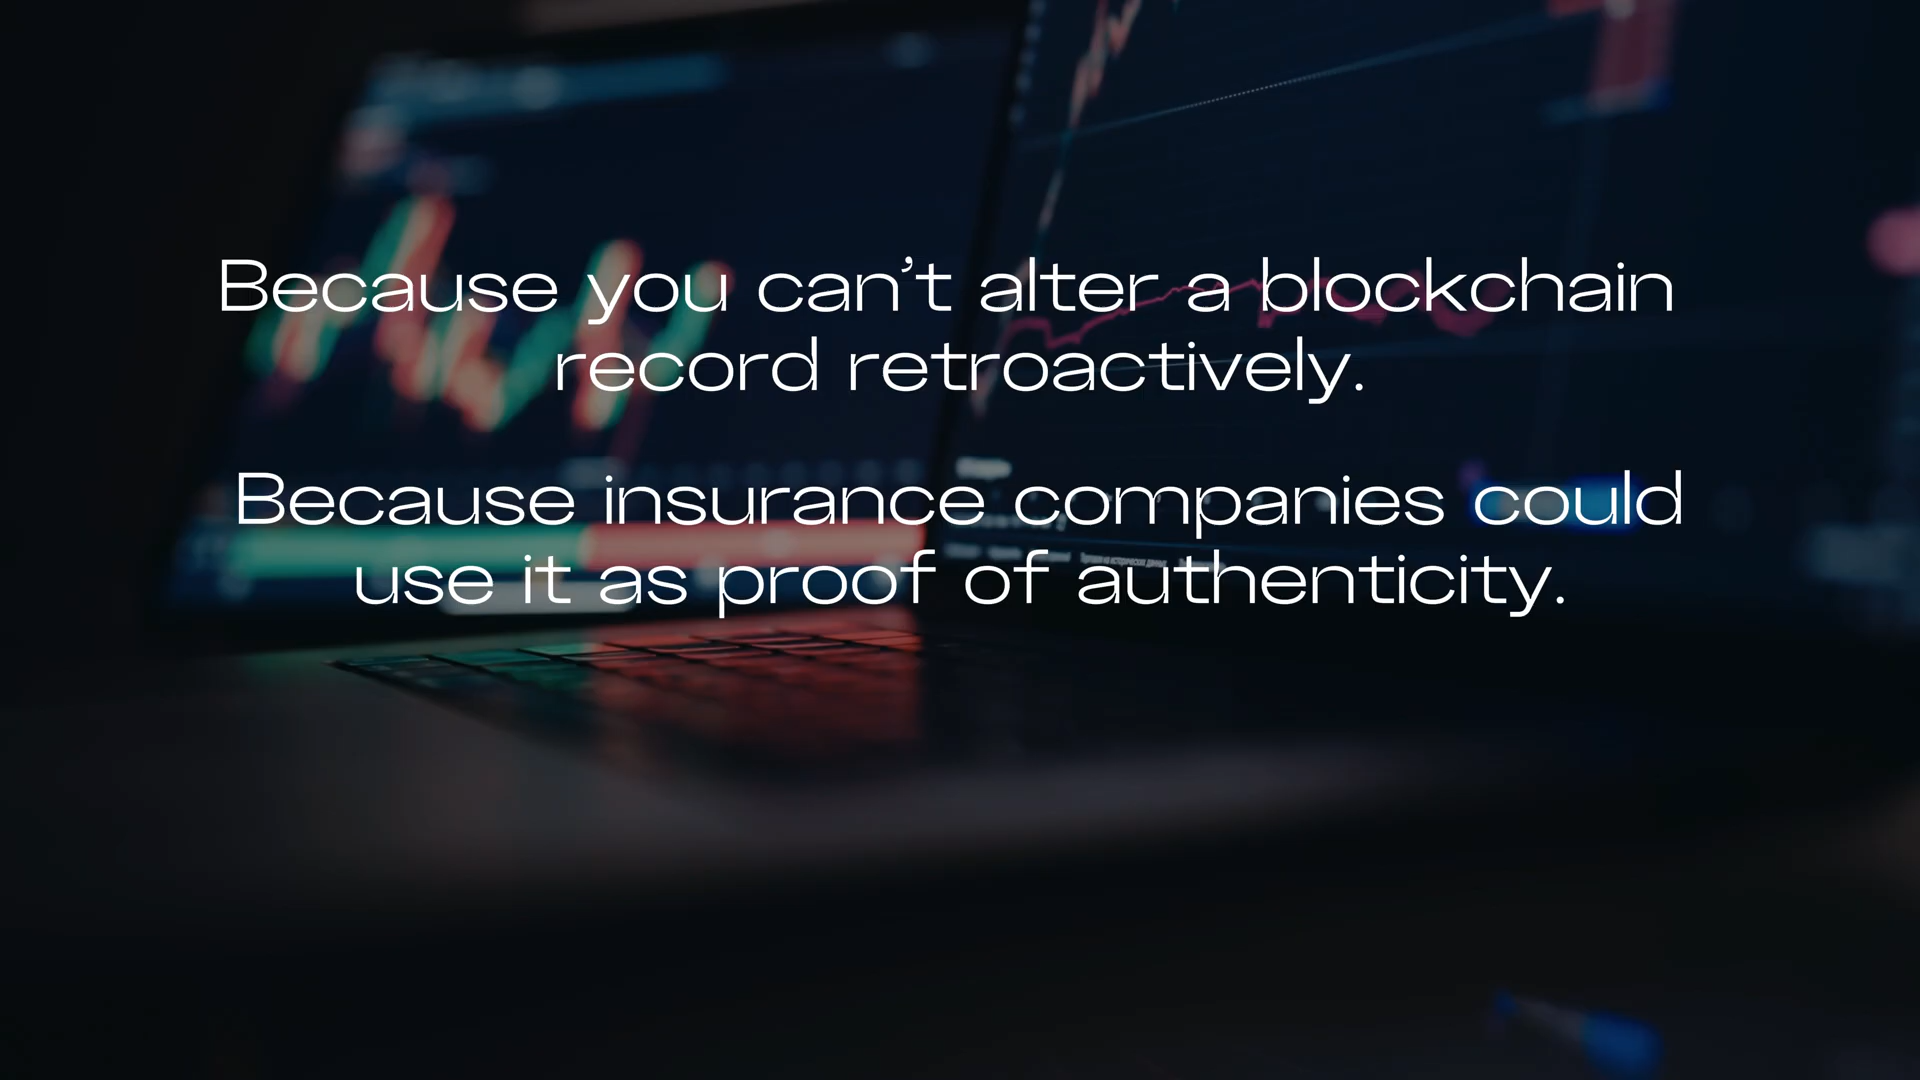 Because you can’t alter a blockchain
record retroactively.
Because insurance companies could
use it as proof of authenticity.